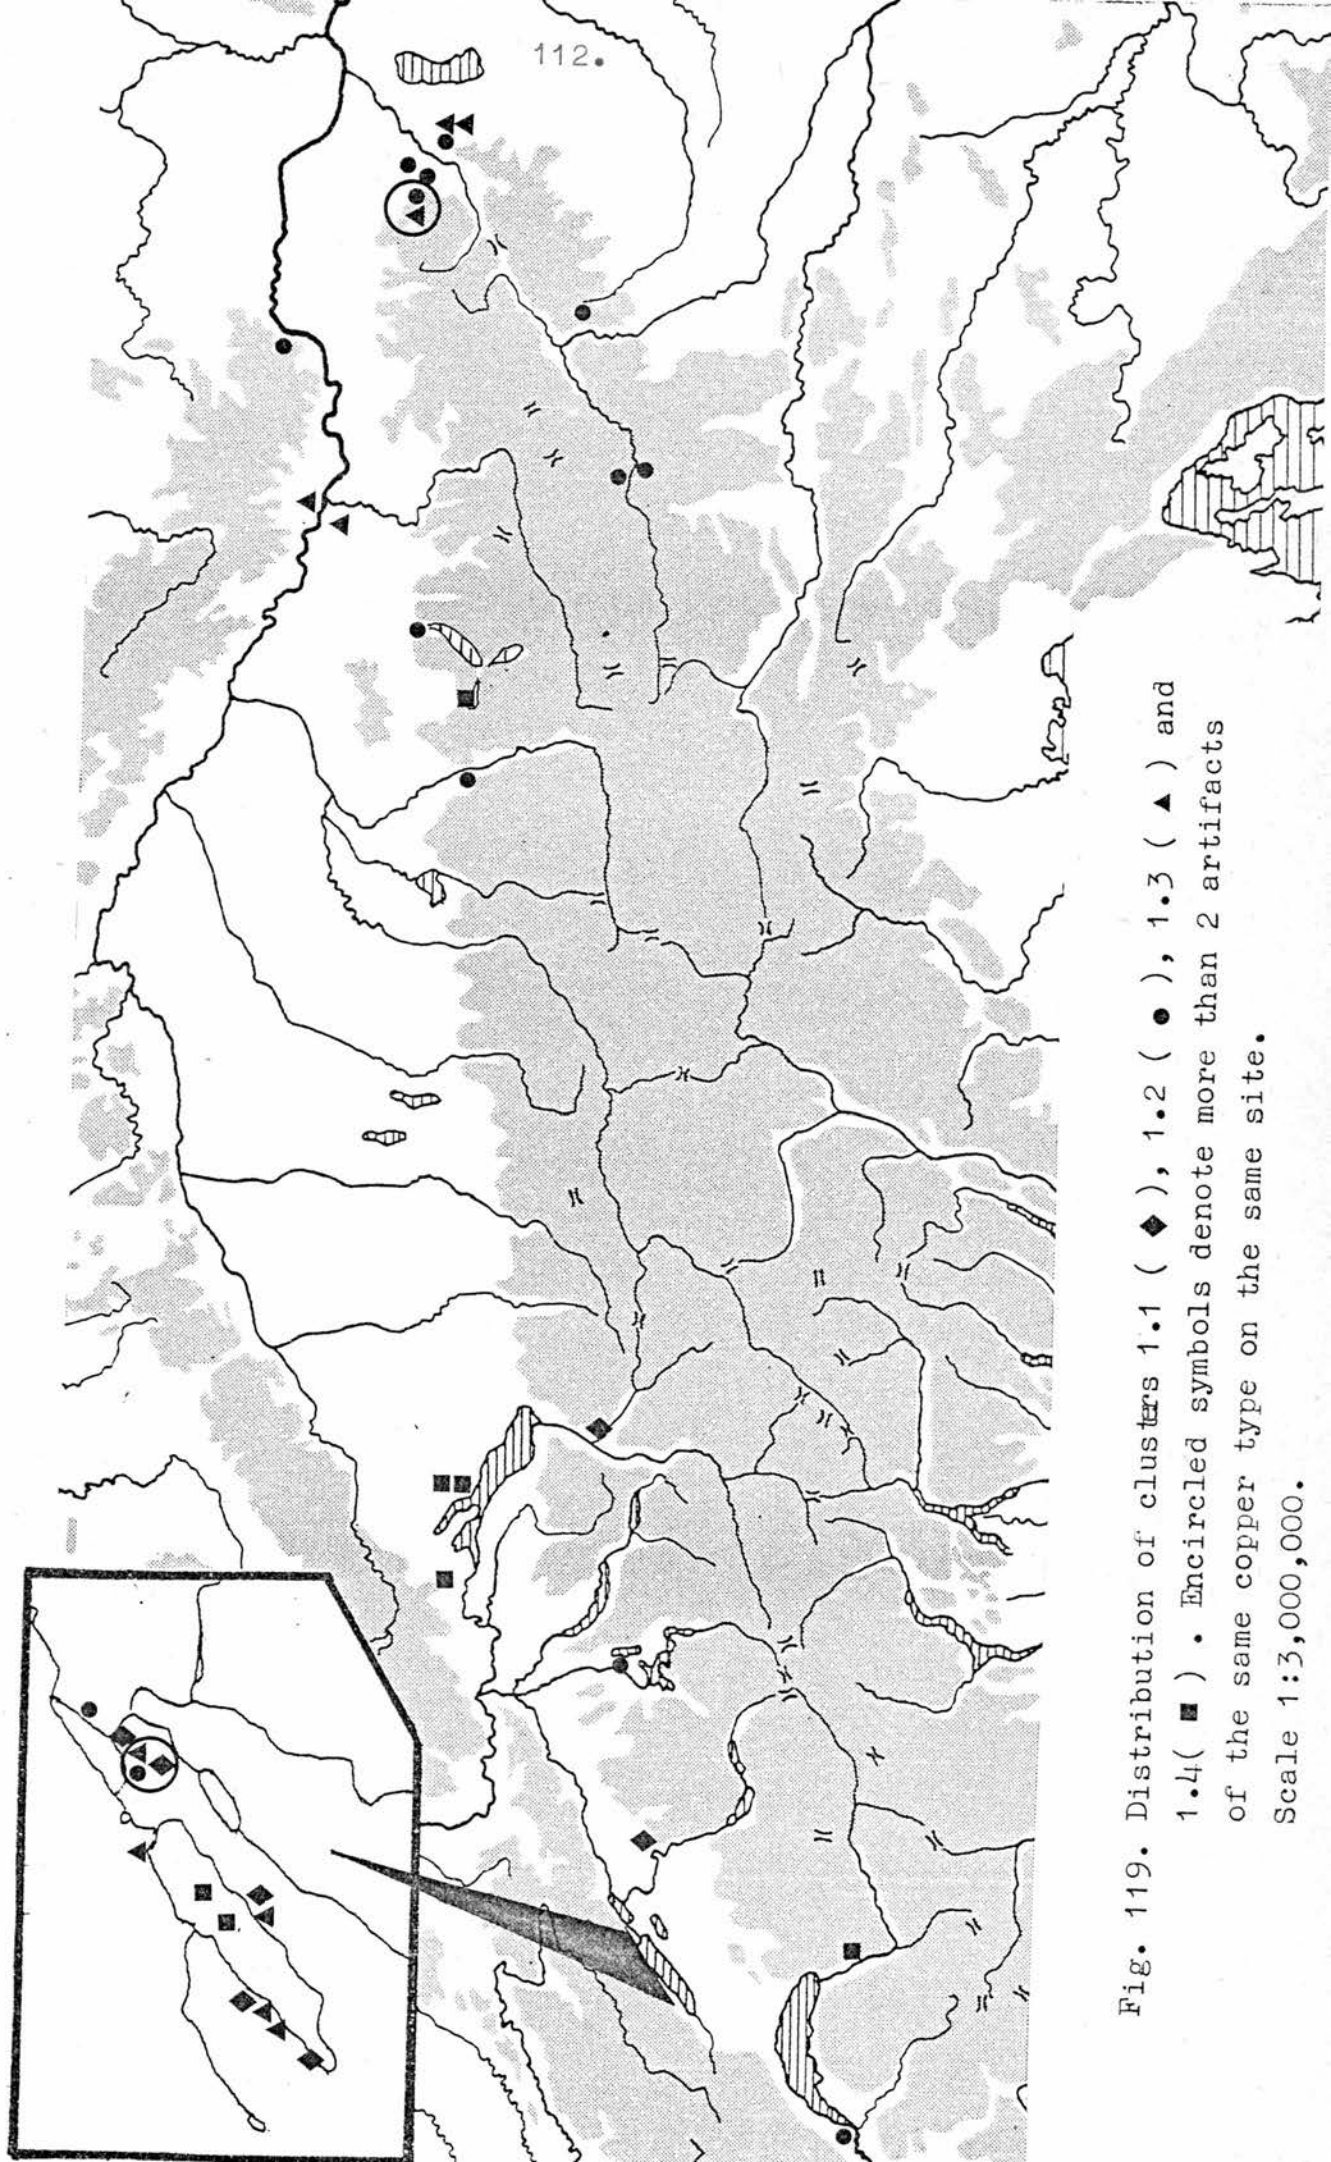 112.
Fig. 119. Distribution of clusters 1.1 ( ◆ ), 1.2 ( ● ), 1.3 ( ▲ ) and
1.4( ■ ) . Encircled symbols denote more than 2 artifacts
of the same copper type on the same site.
Scale 1:3,000,000.